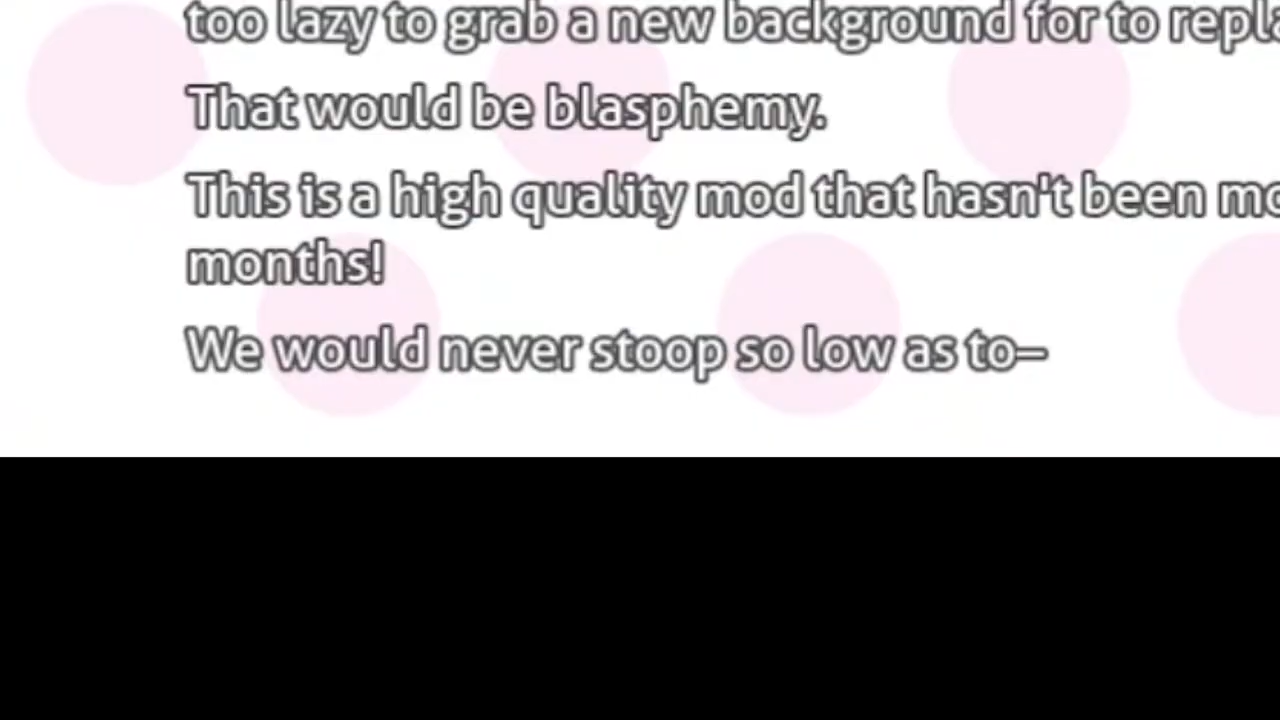 too lazy to grab a new background for to repla
That would be blasphemy.
This is a high quality mod that hasn't been mo
months!
We would never stoop so low as to–